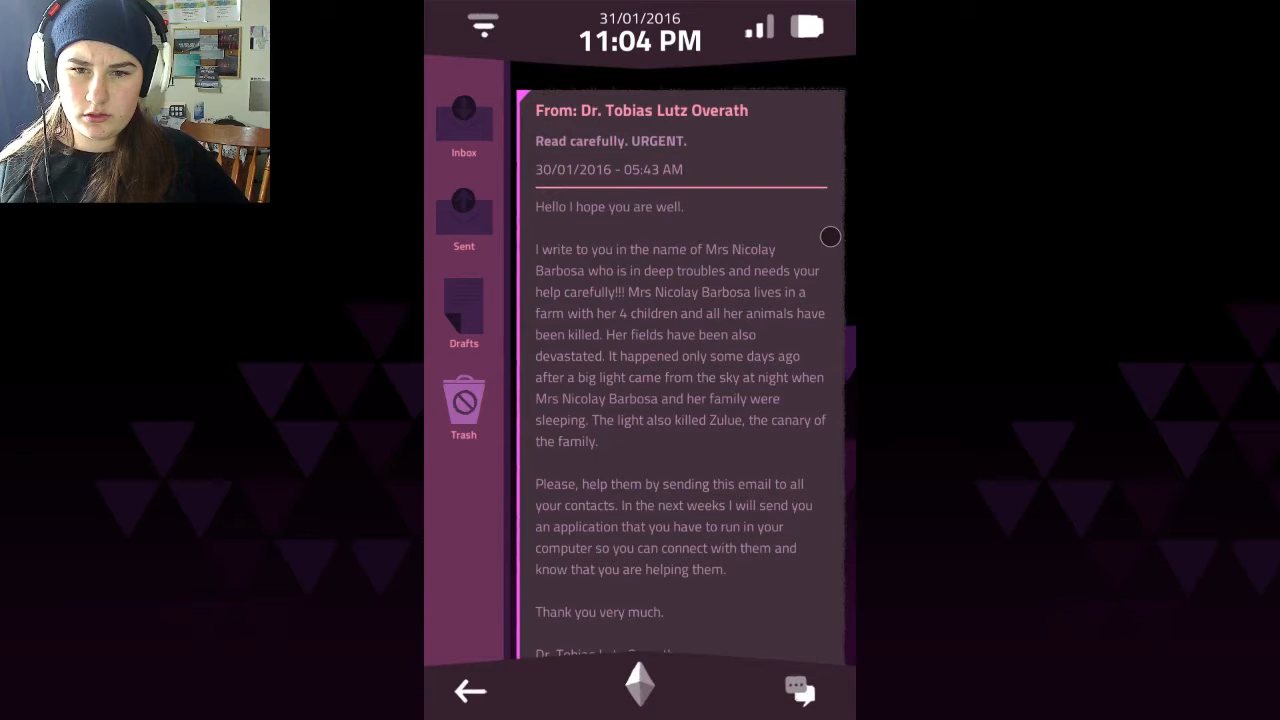 31/01/2016
11:04 PM
Inbox
Sent
Drafts
Trash
From: Dr. Tobias Lutz Overath
Read carefully. URGENT.
30/01/2016 - 05:43 AM
Hello I hope you are well.
I write to you in the name of Mrs Nicolay
Barbosa who is in deep troubles and needs your
help carefully!!! Mrs Nicolay Barbosa lives in a
farm with her 4 children and all her animals have
been killed. Her fields have been also
devastated. It happened only some days ago
after a big light came from the sky at night when
Mrs Nicolay Barbosa and her family were
sleeping. The light also killed Zulue, the canary of
the family.
Please, help them by sending this email to all
your contacts. In the next weeks I will send you
an application that you have to run in your
computer so you can connect with them and
know that you are helping them.
Thank you very much.
Dr. Tobias Lutz Overath